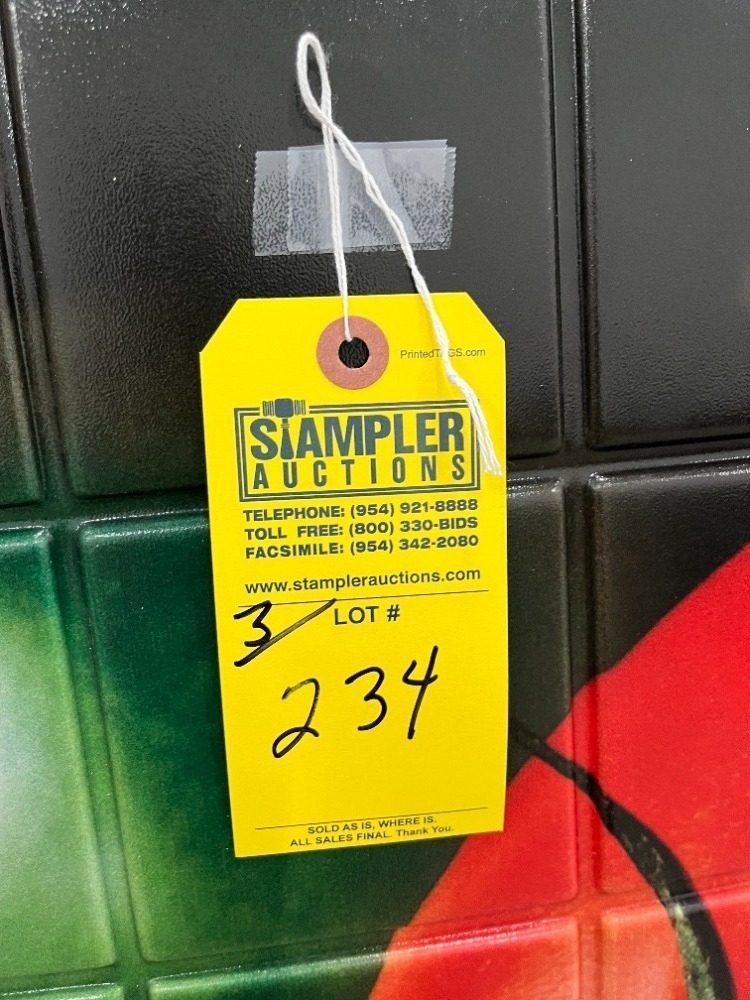 PrintedTAGS.com
STAMPLER
AUCTIONS
TELEPHONE: (954) 921-8888
TOLL FREE: (800) 330-BIDS
FACSIMILE: (954) 342-2080
www.stamplerauctions.com
3/ LOT #
234
SOLD AS IS, WHERE IS.
ALL SALES FINAL. Thank You.